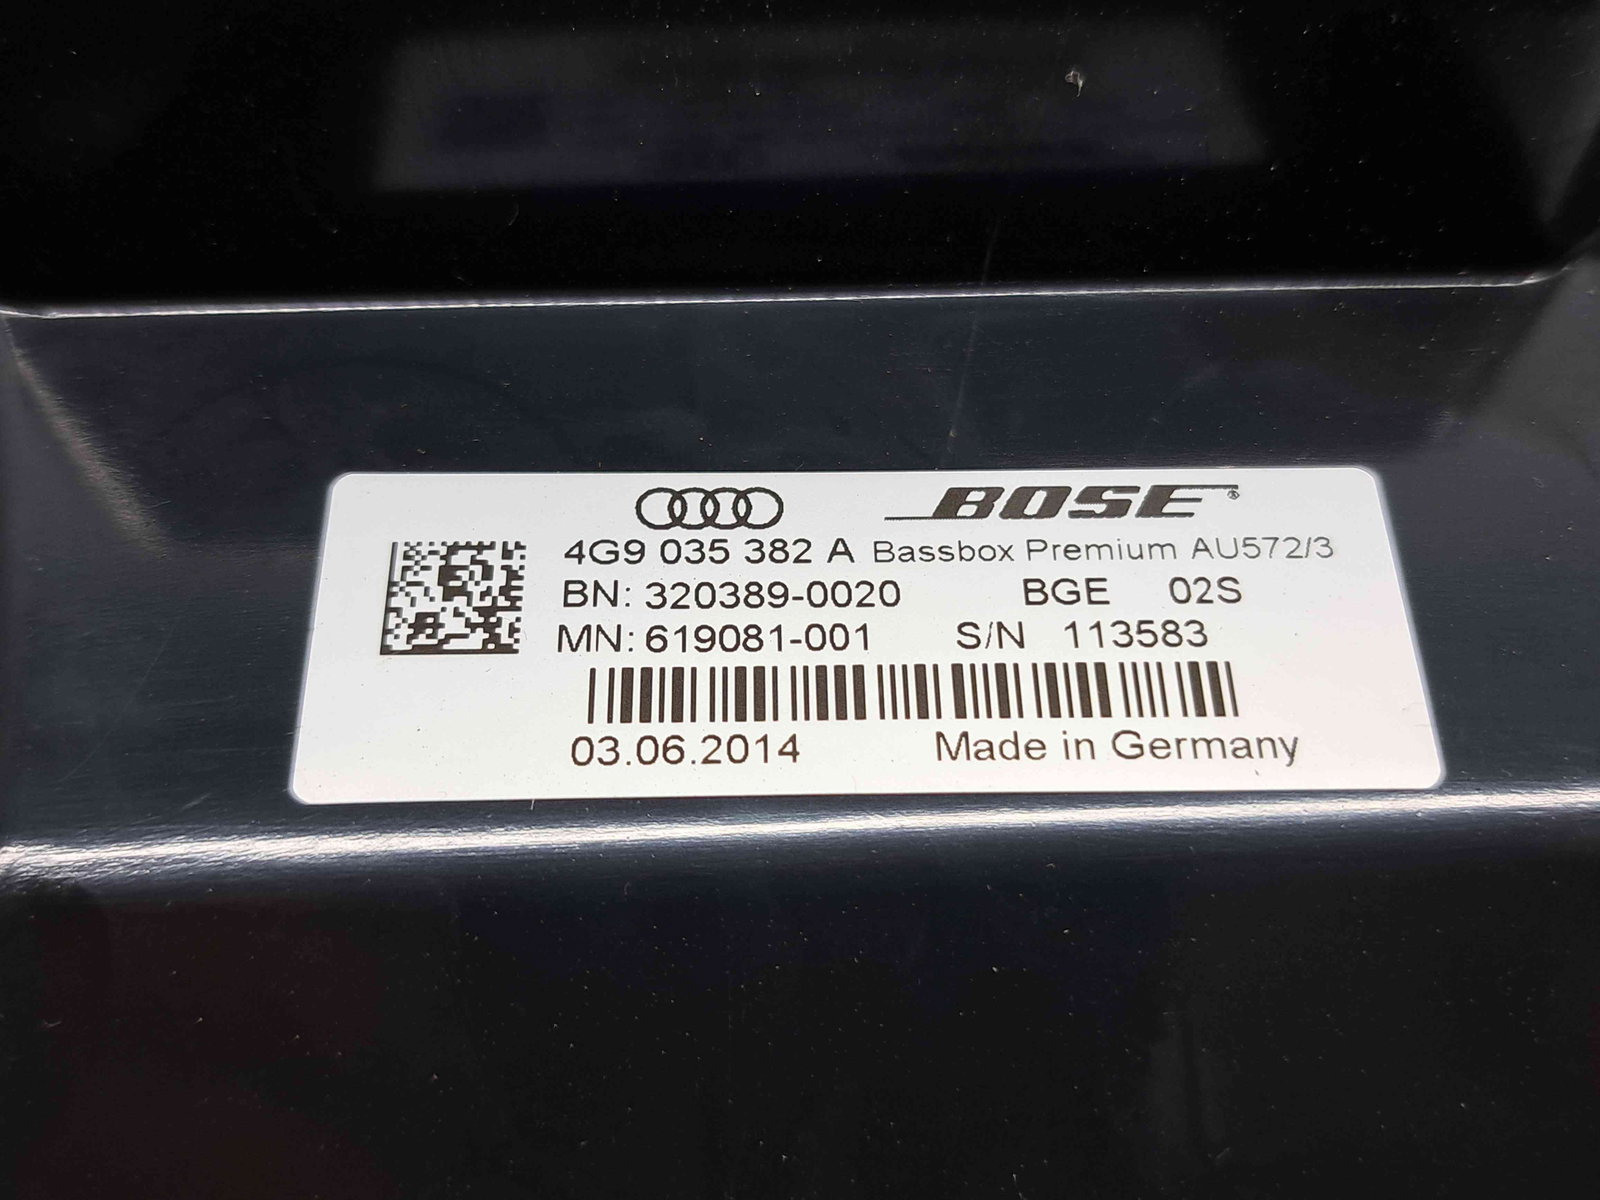 BOSE®
4G9 035 382 A Bassbox Premium AU572/3
BN: 320389-0020 BGE 02S
MN: 619081-001 S/N 113583
03.06.2014 Made in Germany